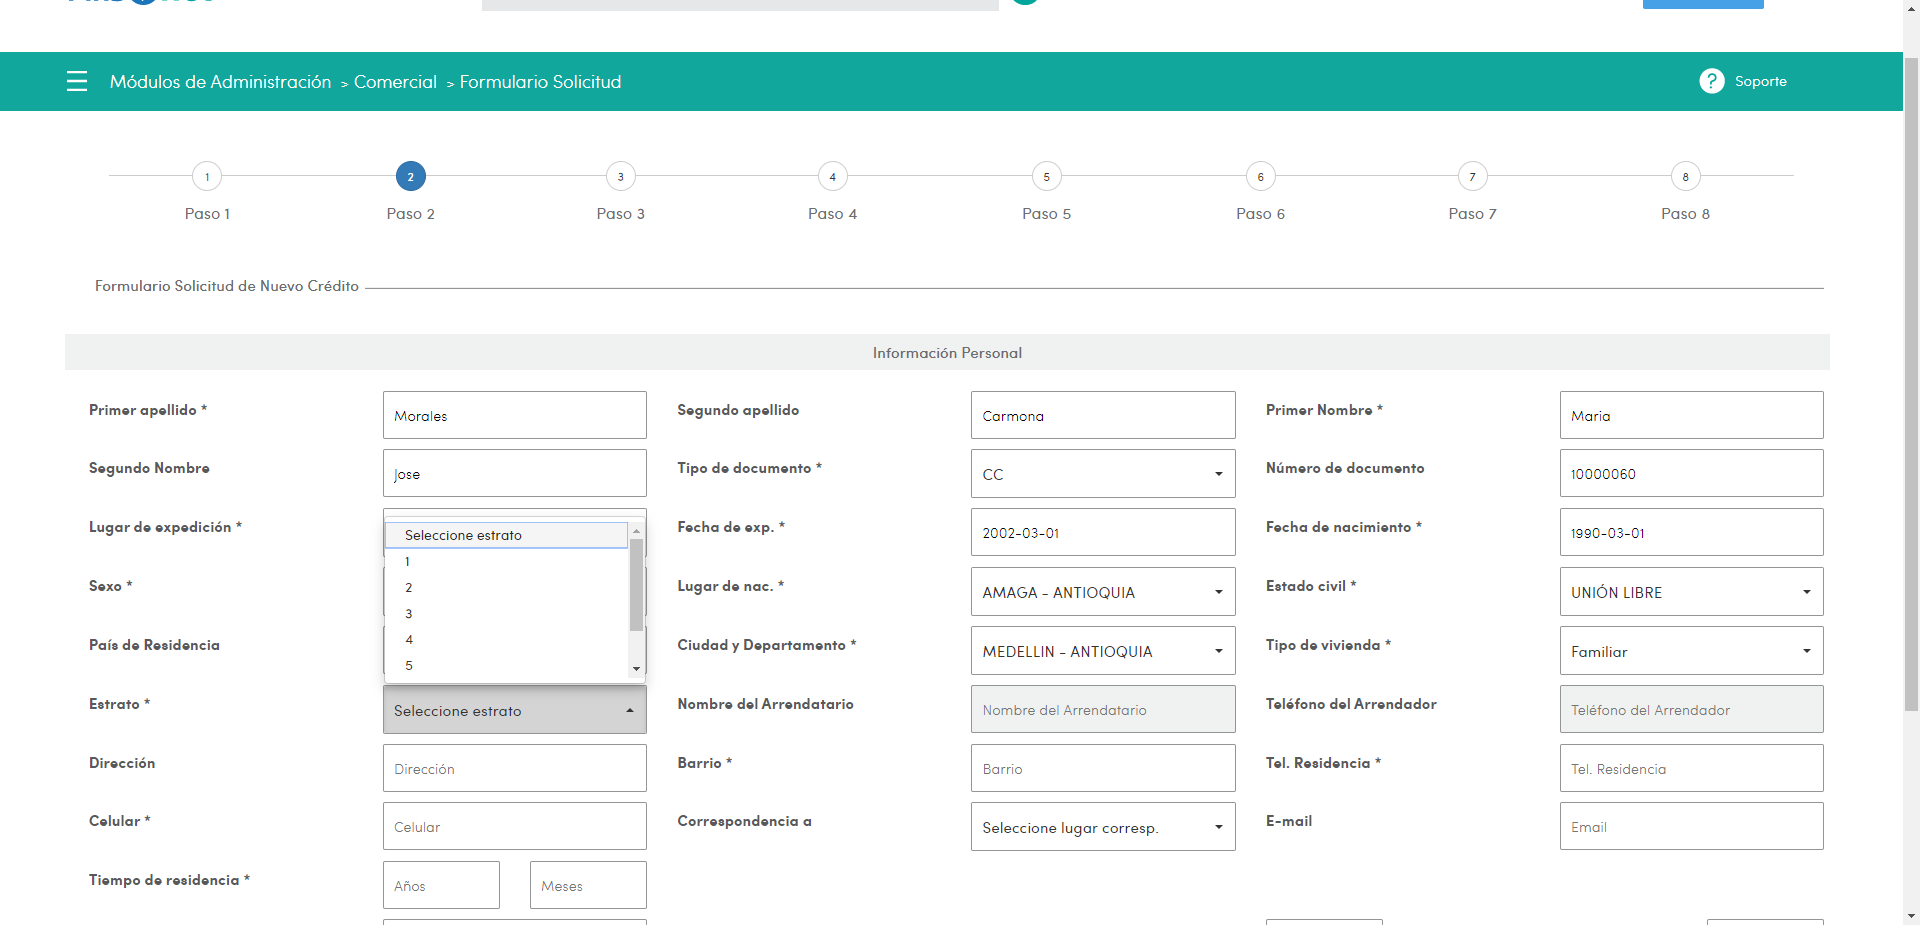 Módulos de Administración > Comercial > Formulario Solicitud
? Soporte
1 2 3 4 5 6 7 8
Paso 1 Paso 2 Paso 3 Paso 4 Paso 5 Paso 6 Paso 7 Paso 8
Formulario Solicitud de Nuevo Crédito
Información Personal
Primer apellido * Morales Segundo apellido Carmona Primer Nombre * Maria
Segundo Nombre Jose Tipo de documento * CC Número de documento 10000060
Lugar de expedición * Fecha de exp. * 2002-03-01 Fecha de nacimiento * 1990-03-01
Seleccione estrato
1
2
3
4
5
Sexo * Lugar de nac. * AMAGA - ANTIOQUIA Estado civil * UNIÓN LIBRE
País de Residencia Ciudad y Departamento * MEDELLIN - ANTIOQUIA Tipo de vivienda * Familiar
Estrato * Seleccione estrato Nombre del Arrendatario Nombre del Arrendatario Teléfono del Arrendador Teléfono del Arrendador
Dirección Dirección Barrio * Barrio Tel. Residencia * Tel. Residencia
Celular * Celular Correspondencia a Seleccione lugar corresp. E-mail Email
Tiempo de residencia * Años Meses